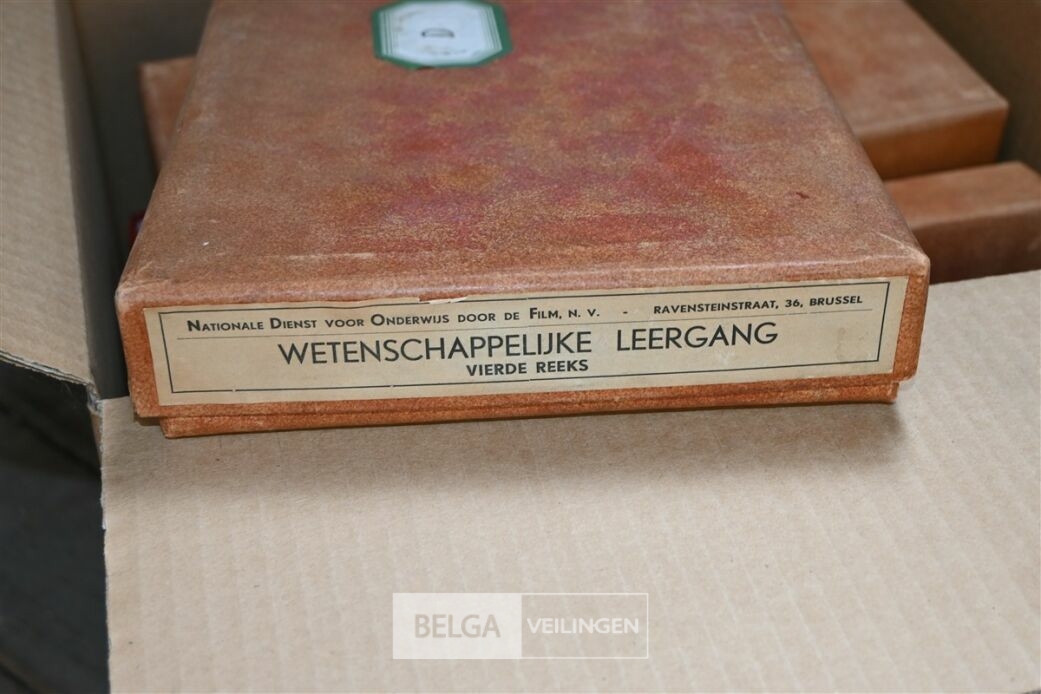 D
NATIONALE DIENST VOOR ONDERWIJS DOOR DE FILM, N. V. - RAVENSTEINSTRAAT, 36, BRUSSEL
WETENSCHAPPELIJKE LEERGANG
VIERDE REEKS
BELGA VEILINGEN